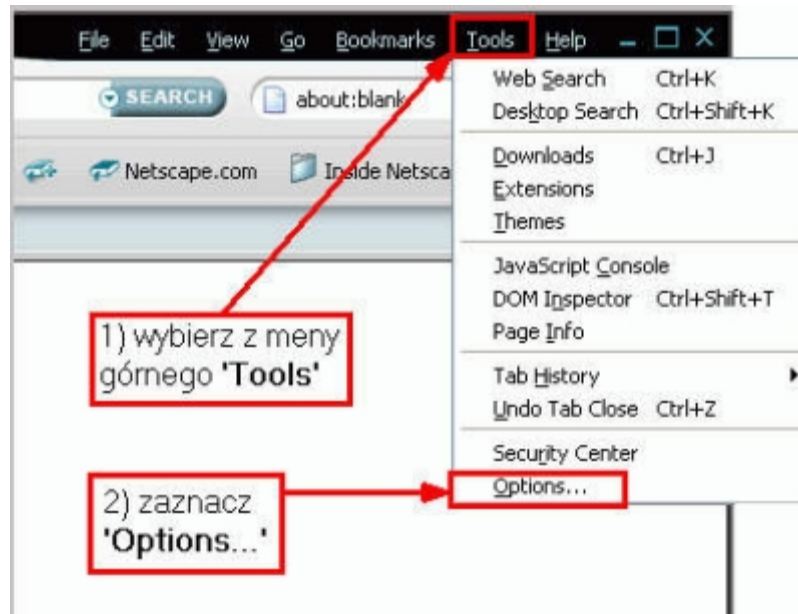 File Edit View Go Bookmarks Tools Help
SEARCH about:blank
Netscape.com Inside Netsca
Web Search Ctrl+K
Desktop Search Ctrl+Shift+K
Downloads Ctrl+J
Extensions
Themes
JavaScript Console
DOM Inspector Ctrl+Shift+T
Page Info
Tab History
Undo Tab Close Ctrl+Z
Security Center
Options...
1) wybierz z meny
górnego 'Tools'
2) zaznacz
'Options...'